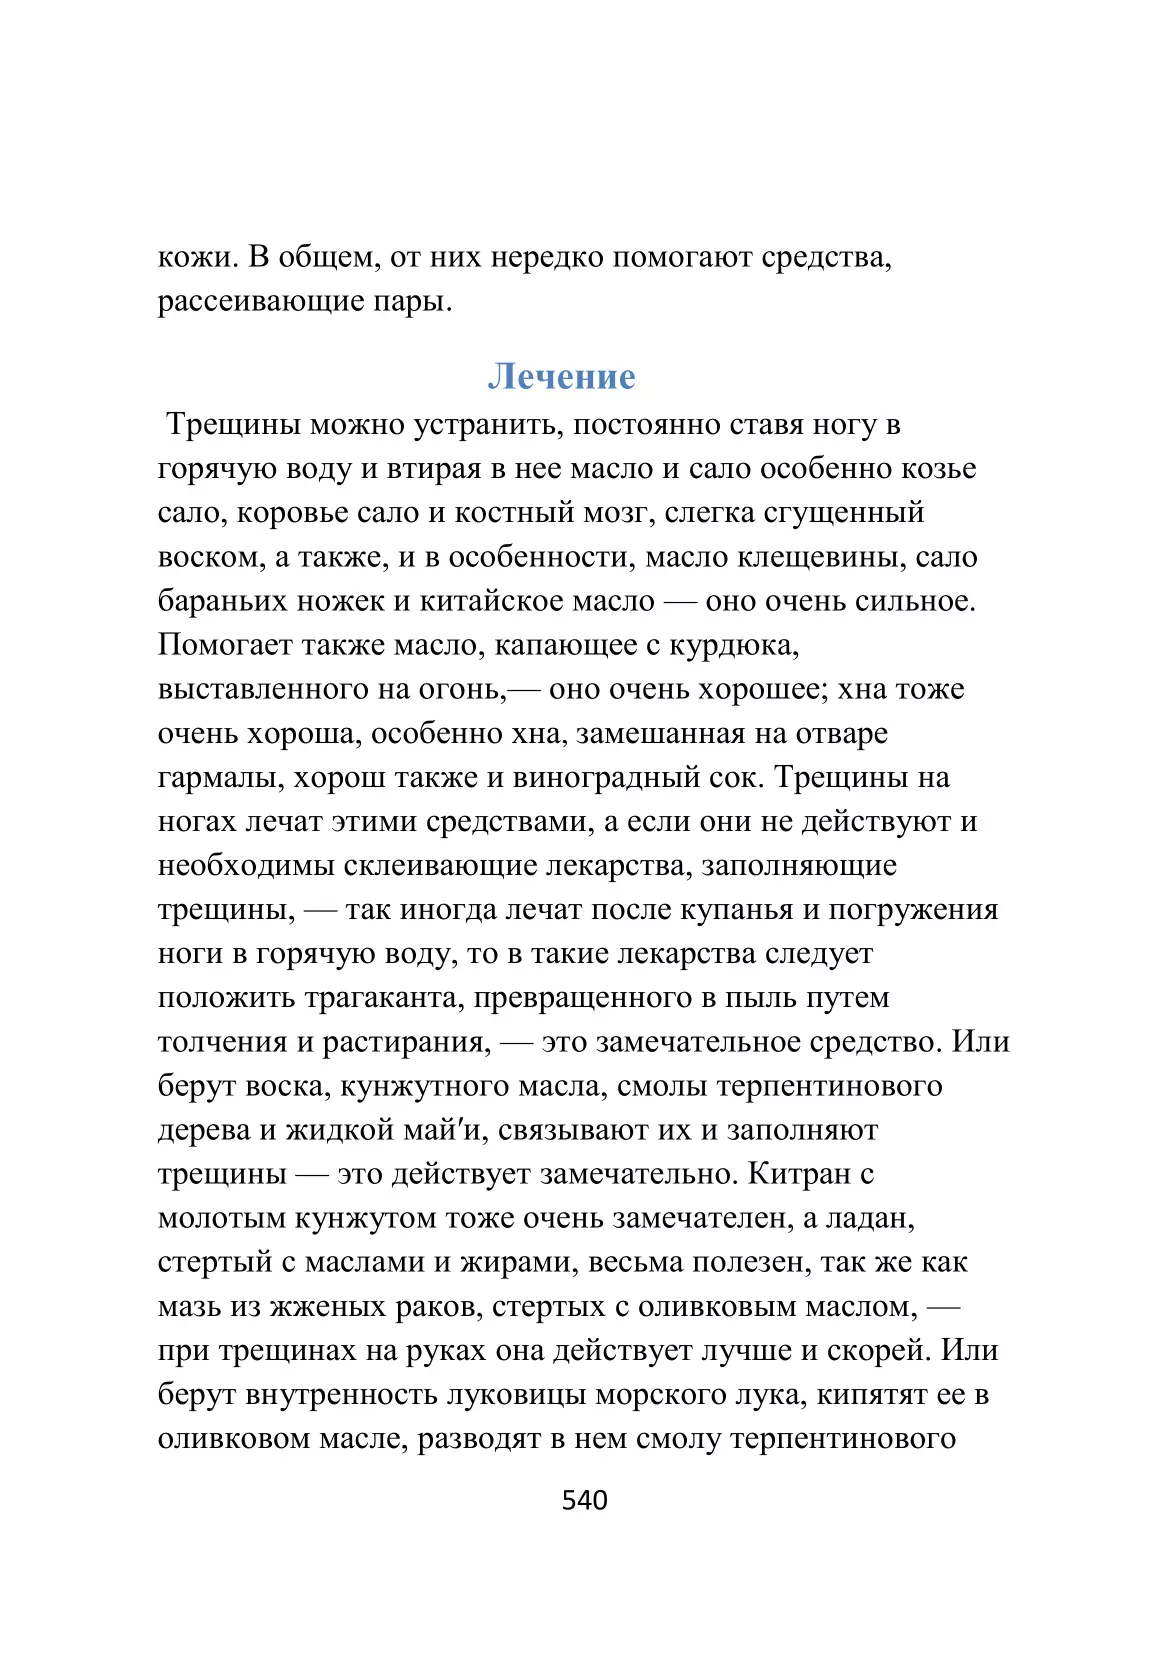 кожи. В общем, от них нередко помогают средства,
рассеивающие пары.
Лечение
Трещины можно устранить, постоянно ставя ногу в
горячую воду и втирая в нее масло и сало особенно козье
сало, коровье сало и костный мозг, слегка сгущенный
воском, а также, и в особенности, масло клещевины, сало
бараньих ножек и китайское масло — оно очень сильное.
Помогает также масло, капающее с курдюка,
выставленного на огонь,— оно очень хорошее; хна тоже
очень хороша, особенно хна, замешанная на отваре
гармалы, хорош также и виноградный сок. Трещины на
ногах лечат этими средствами, а если они не действуют и
необходимы склеивающие лекарства, заполняющие
трещины, — так иногда лечат после купанья и погружения
ноги в горячую воду, то в такие лекарства следует
положить трагаканта, превращенного в пыль путем
толчения и растирания, — это замечательное средство. Или
берут воска, кунжутного масла, смолы терпентинового
дерева и жидкой май′и, связывают их и заполняют
трещины — это действует замечательно. Китран с
молотым кунжутом тоже очень замечателен, а ладан,
стертый с маслами и жирами, весьма полезен, так же как
мазь из жженых раков, стертых с оливковым маслом, —
при трещинах на руках она действует лучше и скорей. Или
берут внутренность луковицы морского лука, кипятят ее в
оливковом масле, разводят в нем смолу терпентинового
540